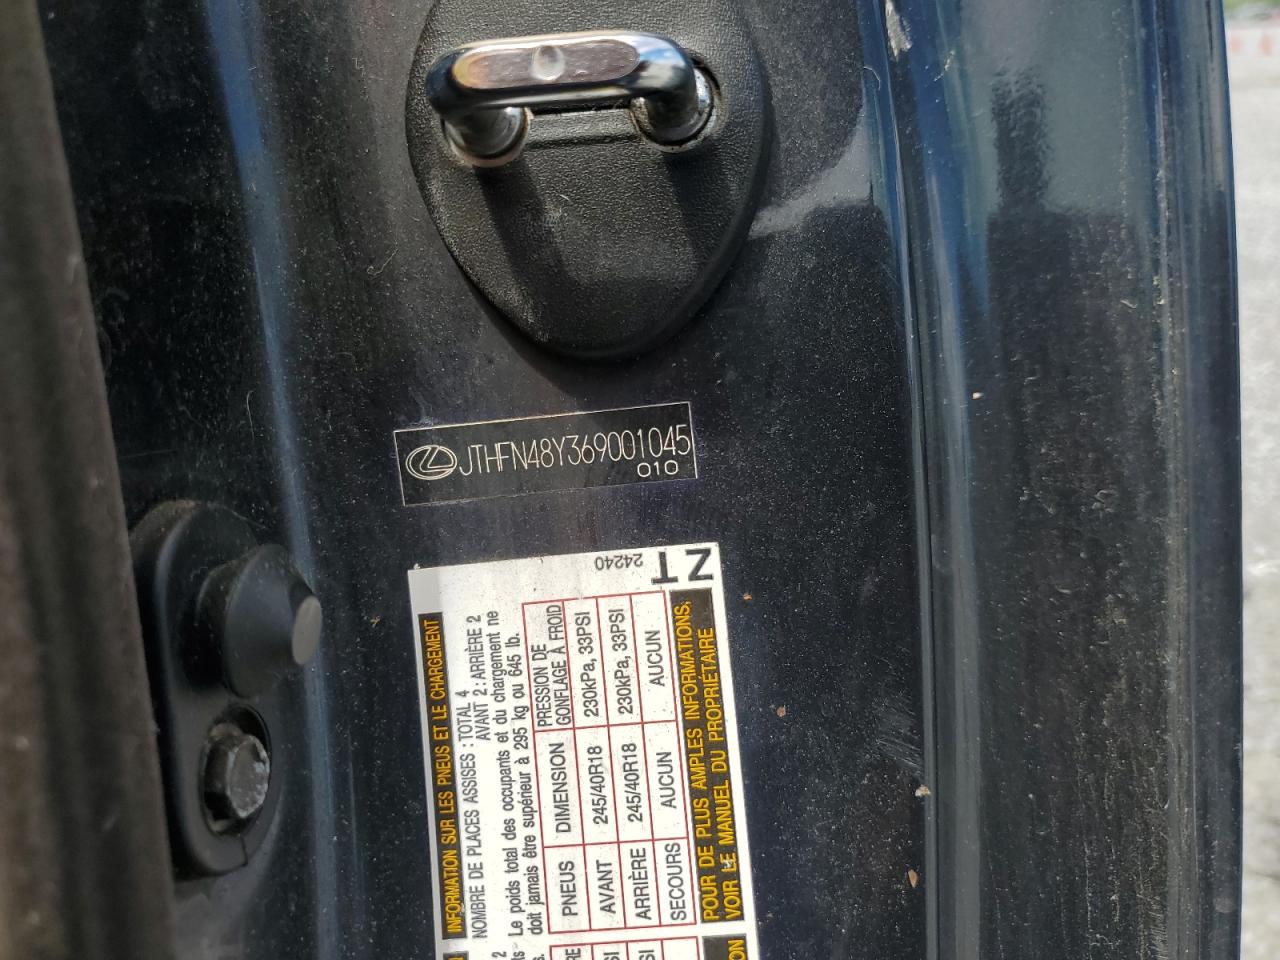 JTHFN48Y369001045
010
ZT
24240
INFORMATION SUR LES PNEUS ET LE CHARGEMENT
NOMBRE DE PLACES ASSISES : TOTAL 4
AVANT 2 : ARRIÈRE 2
Le poids total des occupants et du chargement ne
doit jamais être supérieur à 295 kg ou 645 lb.
PNEUS DIMENSION PRESSION DE GONFLAGE À FROID
AVANT 245/40R18 230kPa, 33PSI
ARRIÈRE 245/40R18 230kPa, 33PSI
SECOURS AUCUN AUCUN
POUR DE PLUS AMPLES INFORMATIONS,
VOIR LE MANUEL DU PROPRIÉTAIRE